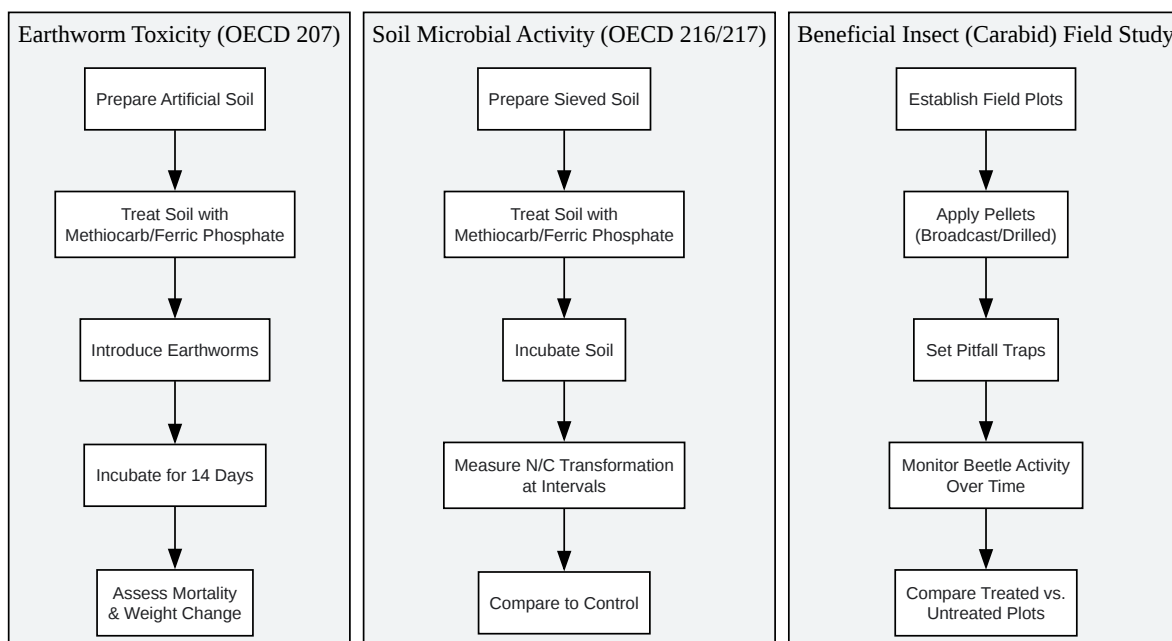 Earthworm Toxicity (OECD 207)
Prepare Artificial Soil
Treat Soil with
Methiocarb/Ferric Phosphate
Introduce Earthworms
Incubate for 14 Days
Assess Mortality
& Weight Change
Soil Microbial Activity (OECD 216/217)
Prepare Sieved Soil
Treat Soil with
Methiocarb/Ferric Phosphate
Incubate Soil
Measure N/C Transformation
at Intervals
Compare to Control
Beneficial Insect (Carabid) Field Study
Establish Field Plots
Apply Pellets
(Broadcast/Drilled)
Set Pitfall Traps
Monitor Beetle Activity
Over Time
Compare Treated vs.
Untreated Plots